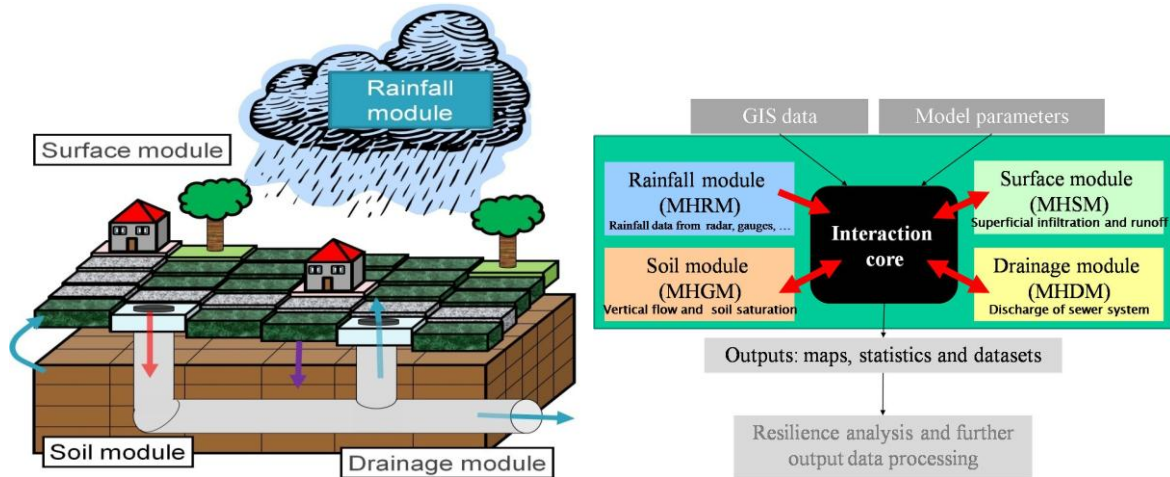 Rainfall
module
Surface module
Soil module
Drainage module
GIS data
Model parameters
Rainfall module
(MHRM)
Rainfall data from radar, gauges, ...
Surface module
(MHSM)
Superficial infiltration and runoff
Interaction
core
Soil module
(MHGM)
Vertical flow and soil saturation
Drainage module
(MHDM)
Discharge of sewer system
Outputs: maps, statistics and datasets
Resilience analysis and further
output data processing